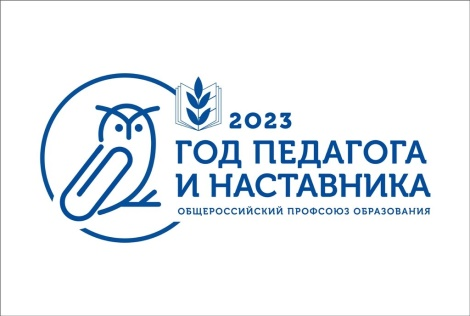 2023
ГОД ПЕДАГОГА
И НАСТАВНИКА
ОБЩЕРОССИЙСКИЙ ПРОФСОЮЗ ОБРАЗОВАНИЯ